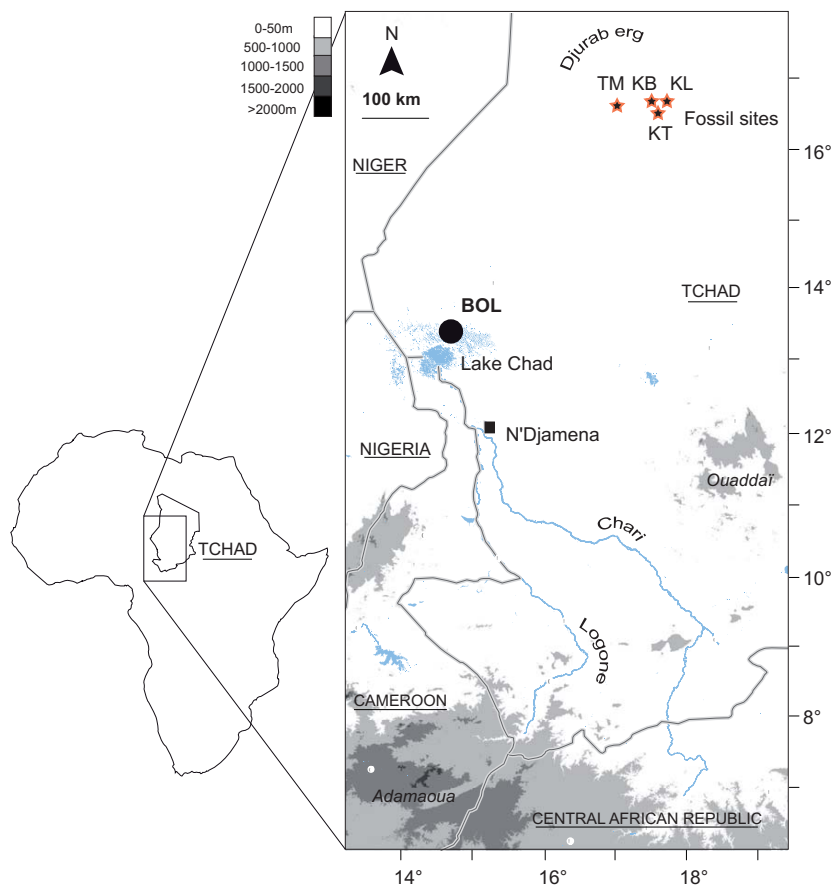 0-50m
500-1000
1000-1500
1500-2000
>2000m
N
100 km
Djurab erg
TM KB KL
KT
Fossil sites
16°
NIGER
14°
TCHAD
BOL
Lake Chad
12°
N'Djamena
NIGERIA
Ouaddaï
Chari
TCHAD
10°
Logone
CAMEROON
8°
Adamaoua
CENTRAL AFRICAN REPUBLIC
14° 16° 18°